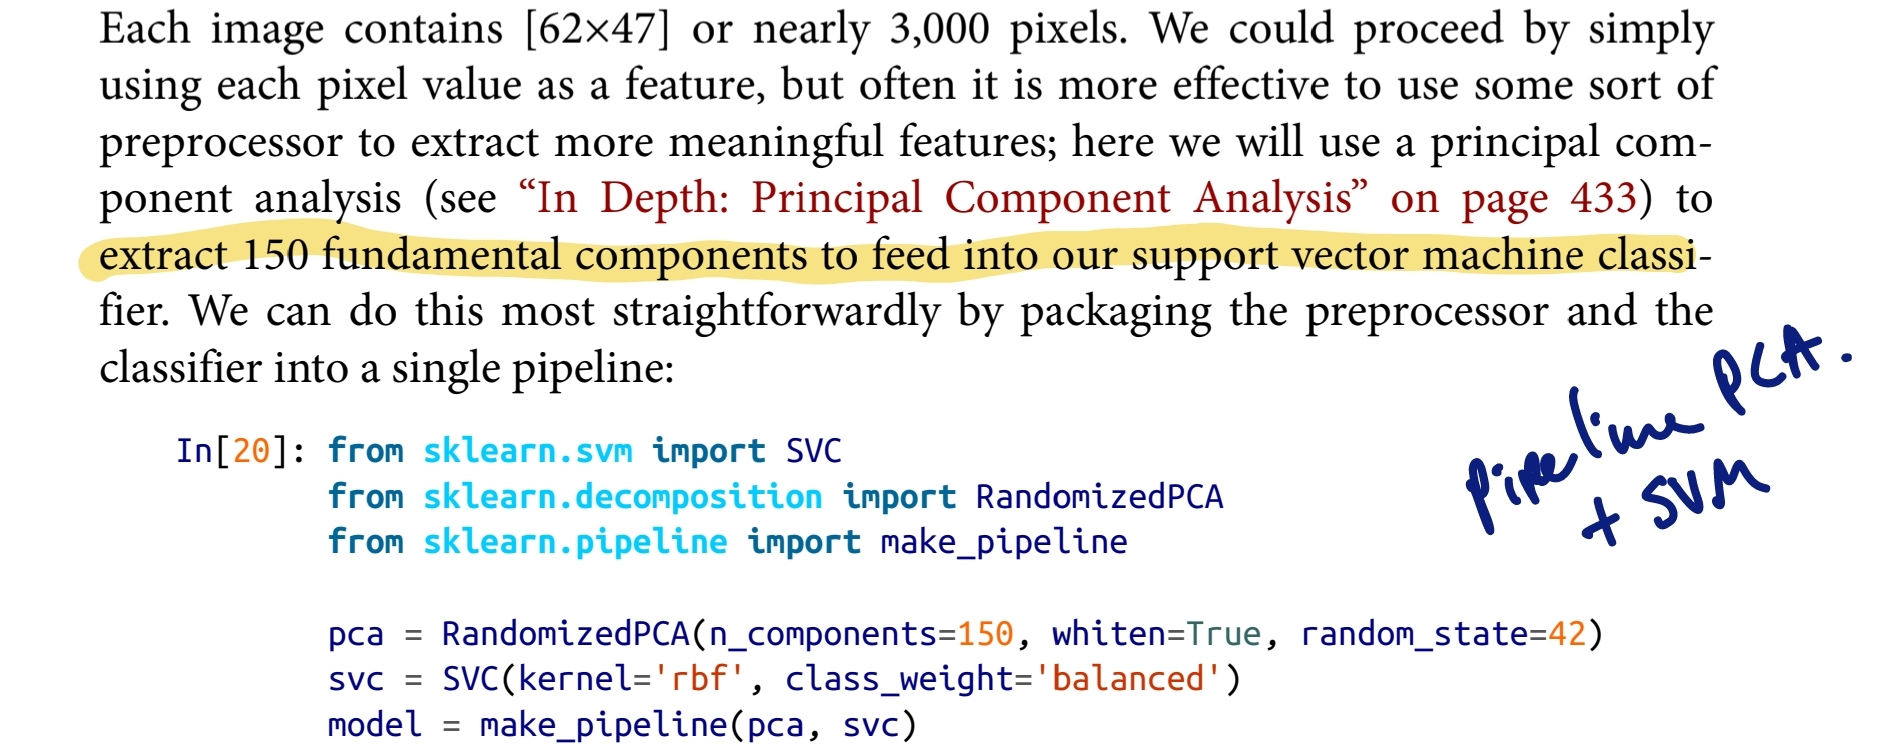 Each image contains [62×47] or nearly 3,000 pixels. We could proceed by simply
using each pixel value as a feature, but often it is more effective to use some sort of
preprocessor to extract more meaningful features; here we will use a principal com-
ponent analysis (see “In Depth: Principal Component Analysis” on page 433) to
extract 150 fundamental components to feed into our support vector machine classi-
fier. We can do this most straightforwardly by packaging the preprocessor and the
classifier into a single pipeline:
pipeline PCA.
+ SVM
In[20]: from sklearn.svm import SVC
from sklearn.decomposition import RandomizedPCA
from sklearn.pipeline import make_pipeline
pca = RandomizedPCA(n_components=150, whiten=True, random_state=42)
svc = SVC(kernel='rbf', class_weight='balanced')
model = make_pipeline(pca, svc)